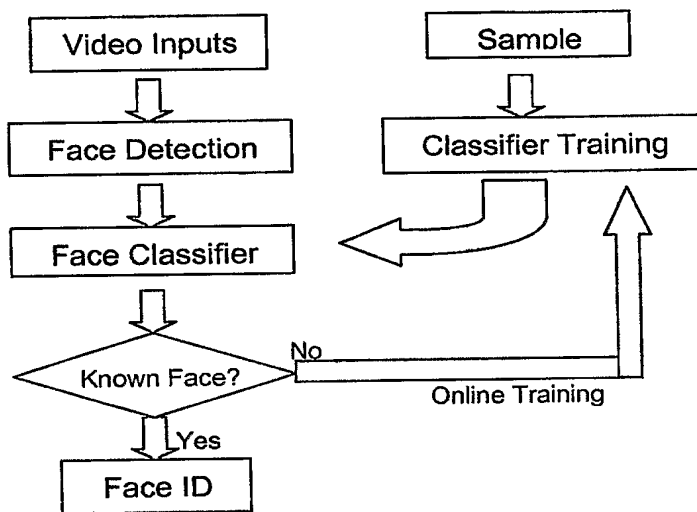 Video Inputs
Sample
Face Detection
Classifier Training
Face Classifier
Known Face?
No
Online Training
Yes
Face ID